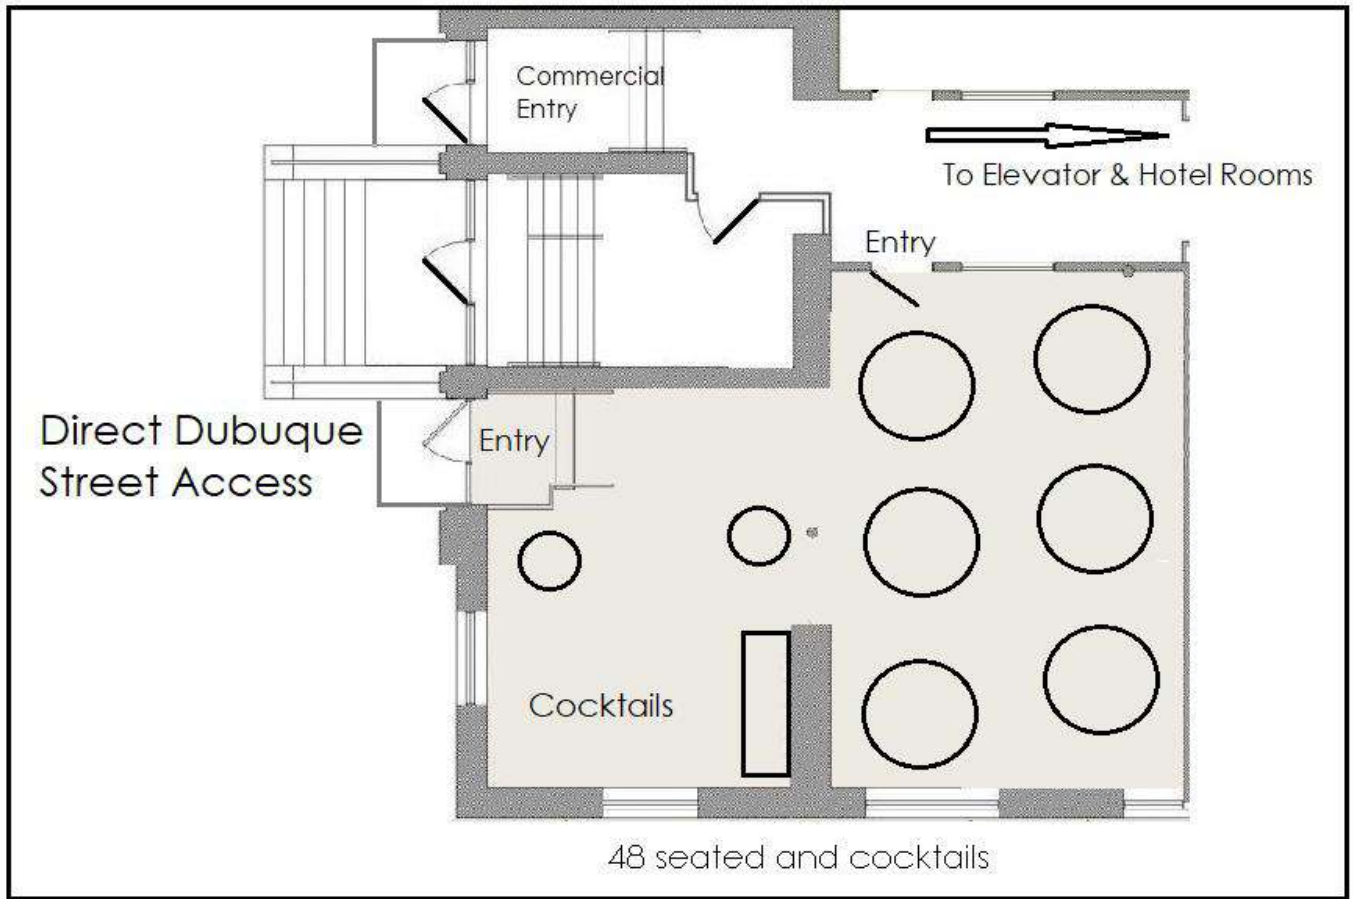 Commercial
Entry
To Elevator & Hotel Rooms
Entry
Direct Dubuque
Street Access
Entry
Cocktails
48 seated and cocktails